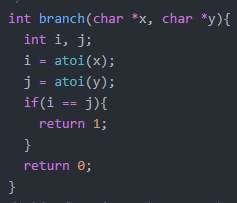 int branch(char *x, char *y){
  int i, j;
  i = atoi(x);
  j = atoi(y);
  if(i == j){
    return 1;
  }
  return 0;
}